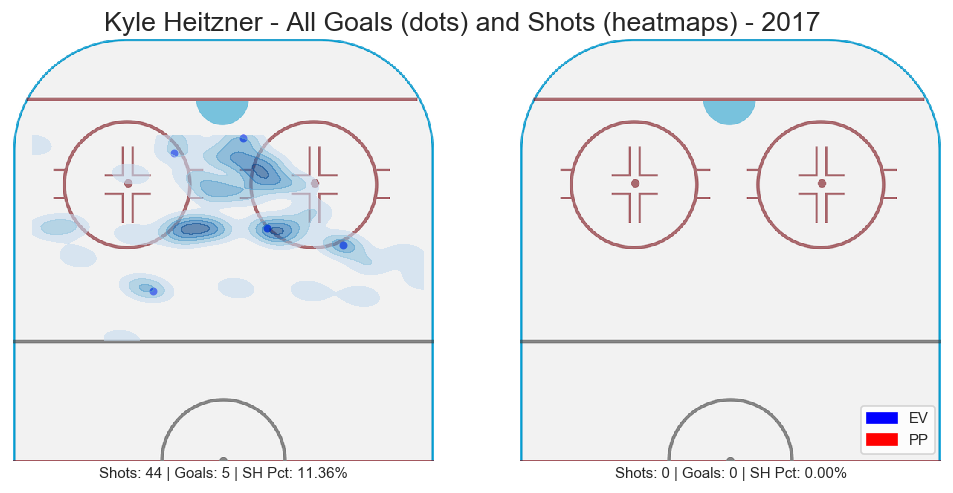 Kyle Heitzner - All Goals (dots) and Shots (heatmaps) - 2017
EV
PP
Shots: 44 | Goals: 5 | SH Pct: 11.36%
Shots: 0 | Goals: 0 | SH Pct: 0.00%